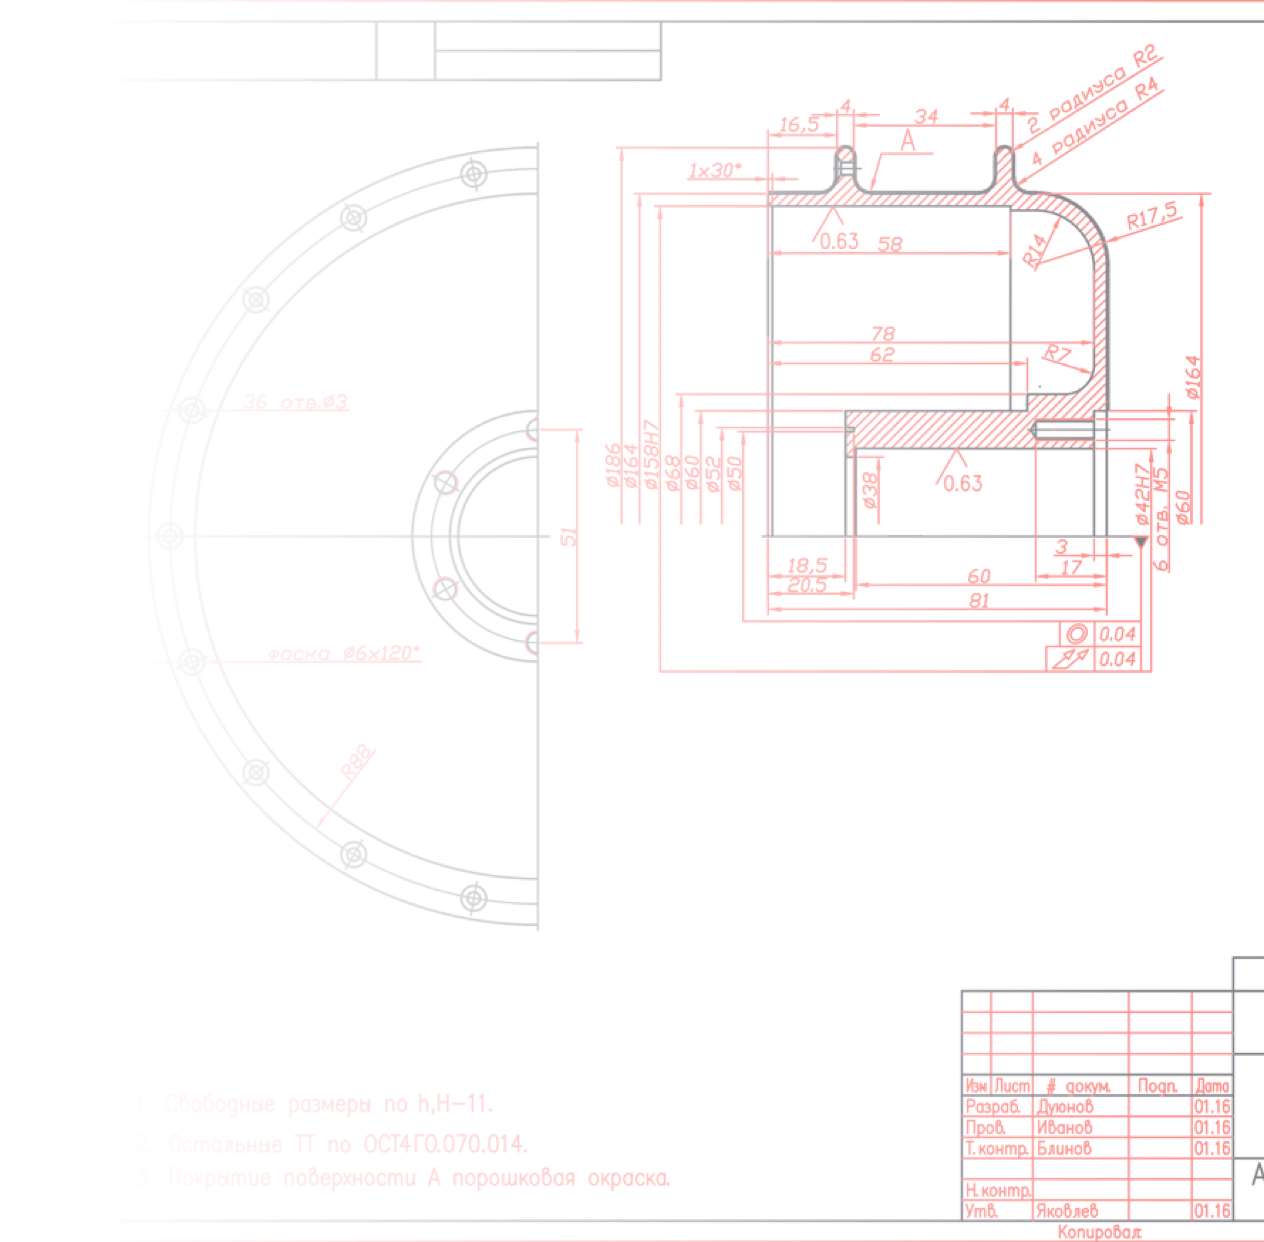 2 радиуса R2
4 радиуса R4
4
4
34
16,5
А
1x30°
R17,5
R14
0.63
58
78
62
R7
36 отв.ø3
ø186
ø164
ø158H7
ø68
ø60
ø52
ø50
ø38
0.63
ø42H7
6 отв. М5
ø60
ø164
51
3
18,5
17
60
20.5
81
0.04
0.04
фаска Ø6x120°
R88
1. Свободные размеры по h,H-11.
2. Остальные ТТ по ОСТ4ГО.070.014.
3. Покрытие поверхности А порошковая окраска.
Изм Лист # докум. Подп. Дата
Разраб. Дуюнов 01.16
Пров. Иванов 01.16
Т.контр. Блинов 01.16
А
Н.контр.
Утв. Яковлев 01.16
Копировал: